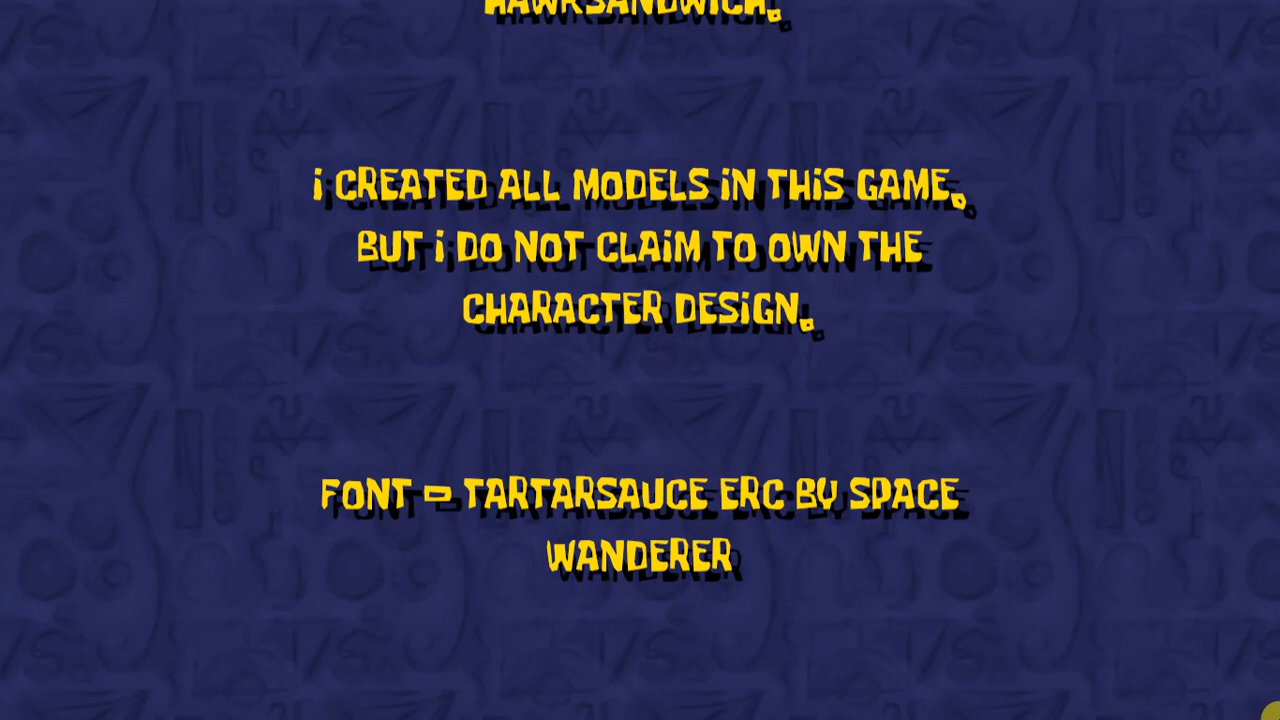 HAWKSANDWICH.
i CREATED ALL MODELS iN THiS GAME.
BUT i DO NOT CLAiM TO OWN THE
CHARACTER DESiGN.
FONT = TARTARSAUCE ERC BY SPACE
WANDERER